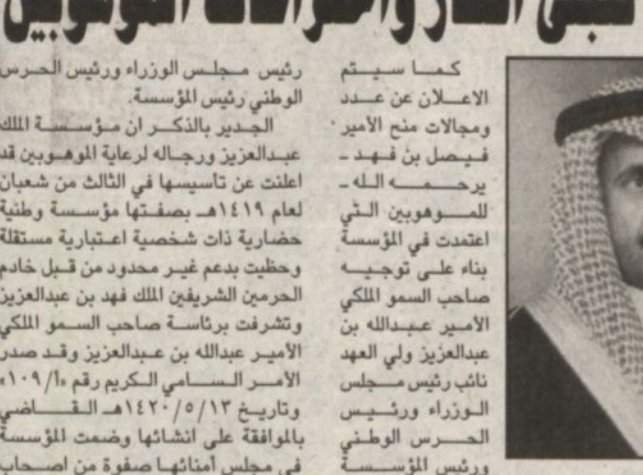 كما سيتم
الاعلان عن عدد
ومجالات منح الأمير
فيصل بن فهد -
يرحمه الله -
للموهوبين التي
اعتمدت في المؤسسة
بناء على توجيه
صاحب السمو الملكي
الأمير عبدالله بن
عبدالعزيز ولي العهد
نائب رئيس مجلس
الوزراء ورئيس
الحرس الوطني
ورئيس المؤسسة
رئيس مجلس الوزراء ورئيس الحرس
الوطني رئيس المؤسسة.
الجدير بالذكر ان مؤسسة الملك
عبدالعزيز ورجاله لرعاية الموهوبين قد
اعلنت عن تأسيسها في الثالث من شعبان
لعام ١٤١٩هـ بصفتها مؤسسة وطنية
حضارية ذات شخصية اعتبارية مستقلة
وحظيت بدعم غير محدود من قبل خادم
الحرمين الشريفين الملك فهد بن عبدالعزيز
وتشرفت برئاسة صاحب السمو الملكي
الأمير عبدالله بن عبدالعزيز وقد صدر
الأمر السامي الكريم رقم «أ/١٠٩»
وتاريخ ١٤٢٠/٥/١٣هـ القاضي
بالموافقة على انشائها وضمت المؤسسة
في مجلس أمنائها صفوة من اصحاب